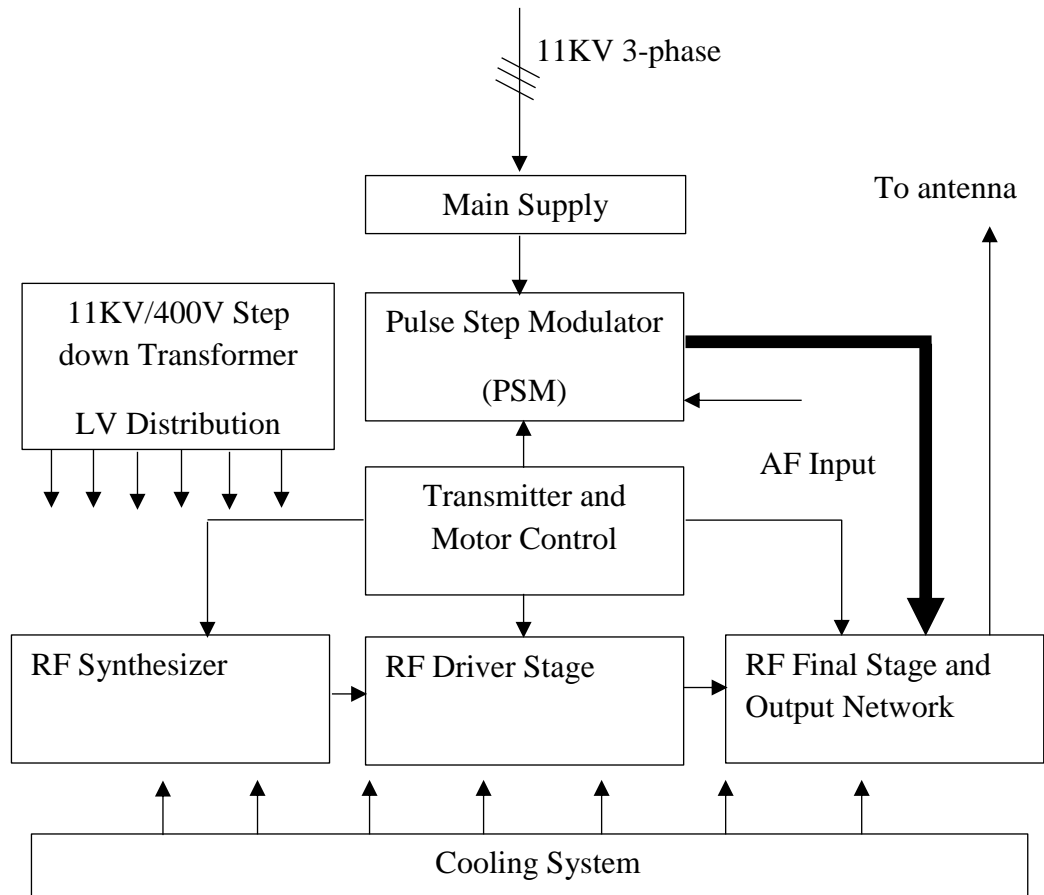 11KV 3-phase
Main Supply
To antenna
11KV/400V Step
down Transformer
LV Distribution
Pulse Step Modulator
(PSM)
AF Input
Transmitter and
Motor Control
RF Synthesizer
RF Driver Stage
RF Final Stage and
Output Network
Cooling System